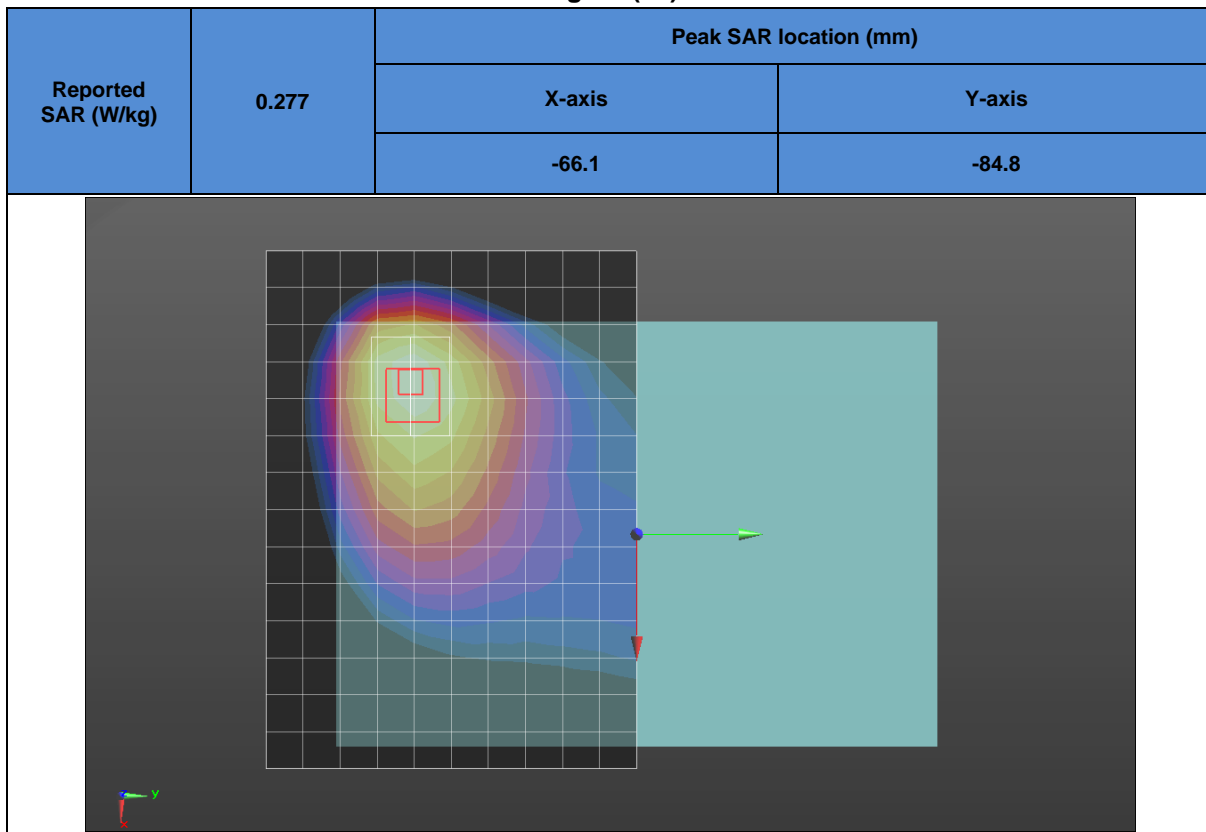 Peak SAR location (mm)
Reported
SAR (W/kg)
0.277
X-axis
Y-axis
-66.1
-84.8
Y
X